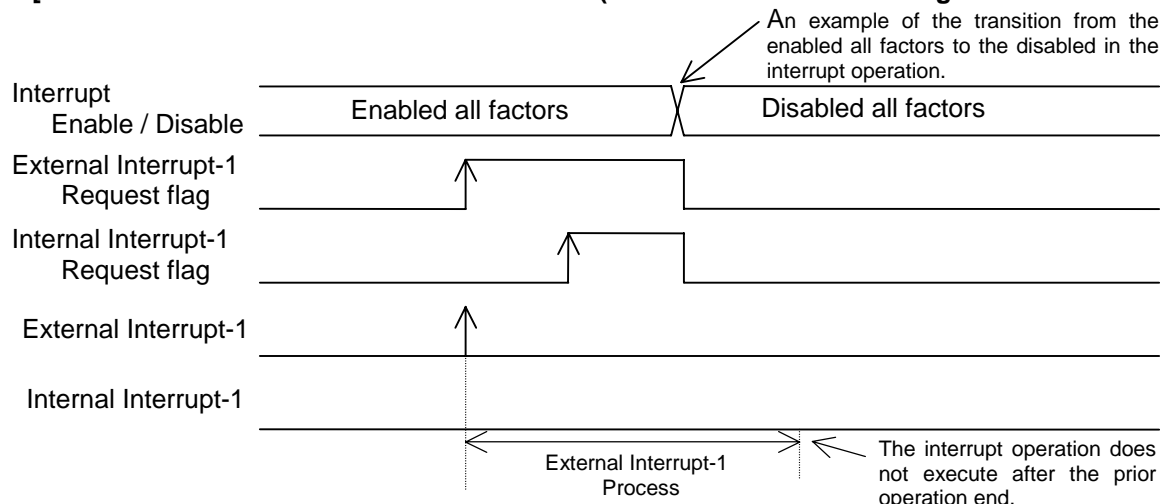 An example of the transition from the
enabled all factors to the disabled in the
interrupt operation.
Interrupt
Enable / Disable
Enabled all factors
Disabled all factors
External Interrupt-1
Request flag
Internal Interrupt-1
Request flag
External Interrupt-1
Internal Interrupt-1
External Interrupt-1
Process
The interrupt operation does
not execute after the prior
operation end.